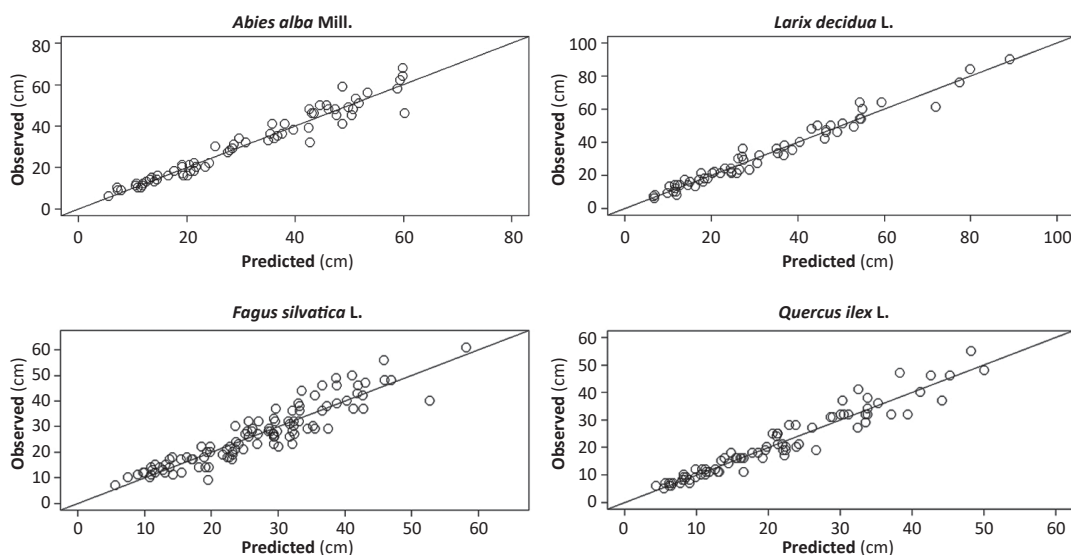 Abies alba Mill.
Observed (cm)
80
60
40
20
0
0 20 40 60 80
Predicted (cm)
Larix decidua L.
Observed (cm)
100
80
60
40
20
0
0 20 40 60 80 100
Predicted (cm)
Fagus silvatica L.
Observed (cm)
60
50
40
30
20
10
0
0 10 20 30 40 50 60
Predicted (cm)
Quercus ilex L.
Observed (cm)
60
50
40
30
20
10
0
0 10 20 30 40 50 60
Predicted (cm)